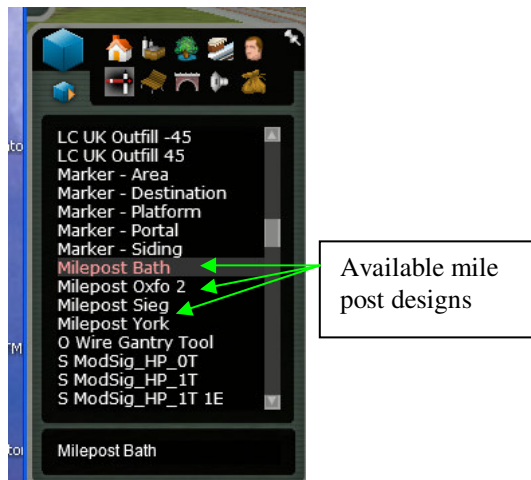 LC UK Outfill -45
LC UK Outfill 45
Marker - Area
Marker - Destination
Marker - Platform
Marker - Portal
Marker - Siding
Milepost Bath
Milepost Oxfo 2
Milepost Sieg
Milepost York
O Wire Gantry Tool
S ModSig_HP_0T
S ModSig_HP_1T
S ModSig_HP_1T 1E
Milepost Bath
Available mile
post designs